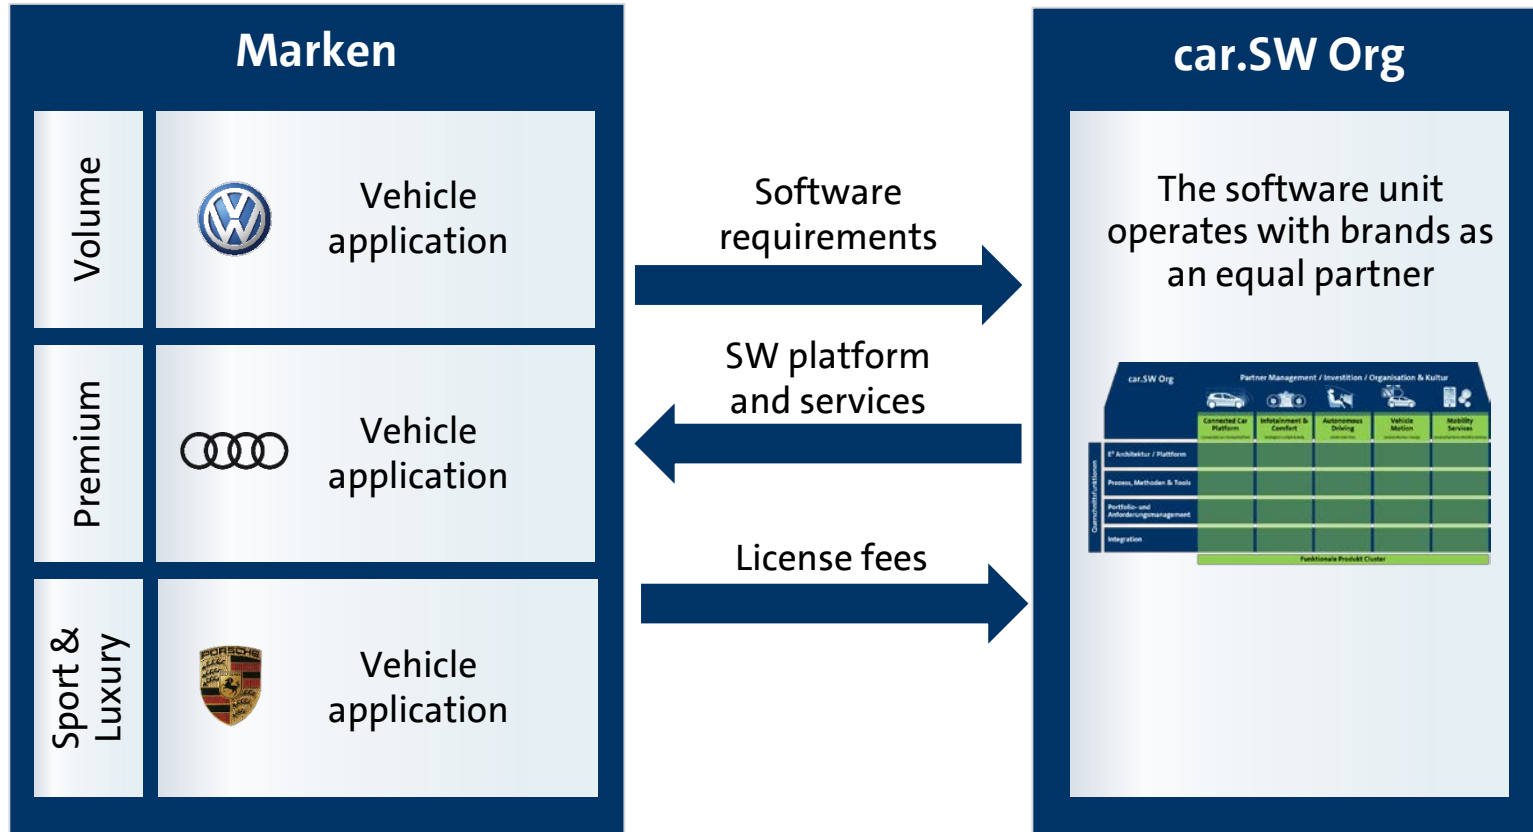 Marken
Volume
Vehicle
application
Premium
Vehicle
application
Sport &
Luxury
PORSCHE
Vehicle
application
Software
requirements
SW platform
and services
License fees
car.SW Org
The software unit
operates with brands as
an equal partner
car.SW Org
Partner Management / Investition / Organisation & Kultur
Connected Car
Platform
Infotainment &
Comfort
Autonomous
Driving
Vehicle
Motion
Mobility
Services
Querschnittsfunktionen
E³ Architektur / Plattform
Prozess, Methoden & Tools
Portfolio- und
Anforderungsmanagement
Integration
Funktionale Produkt Cluster